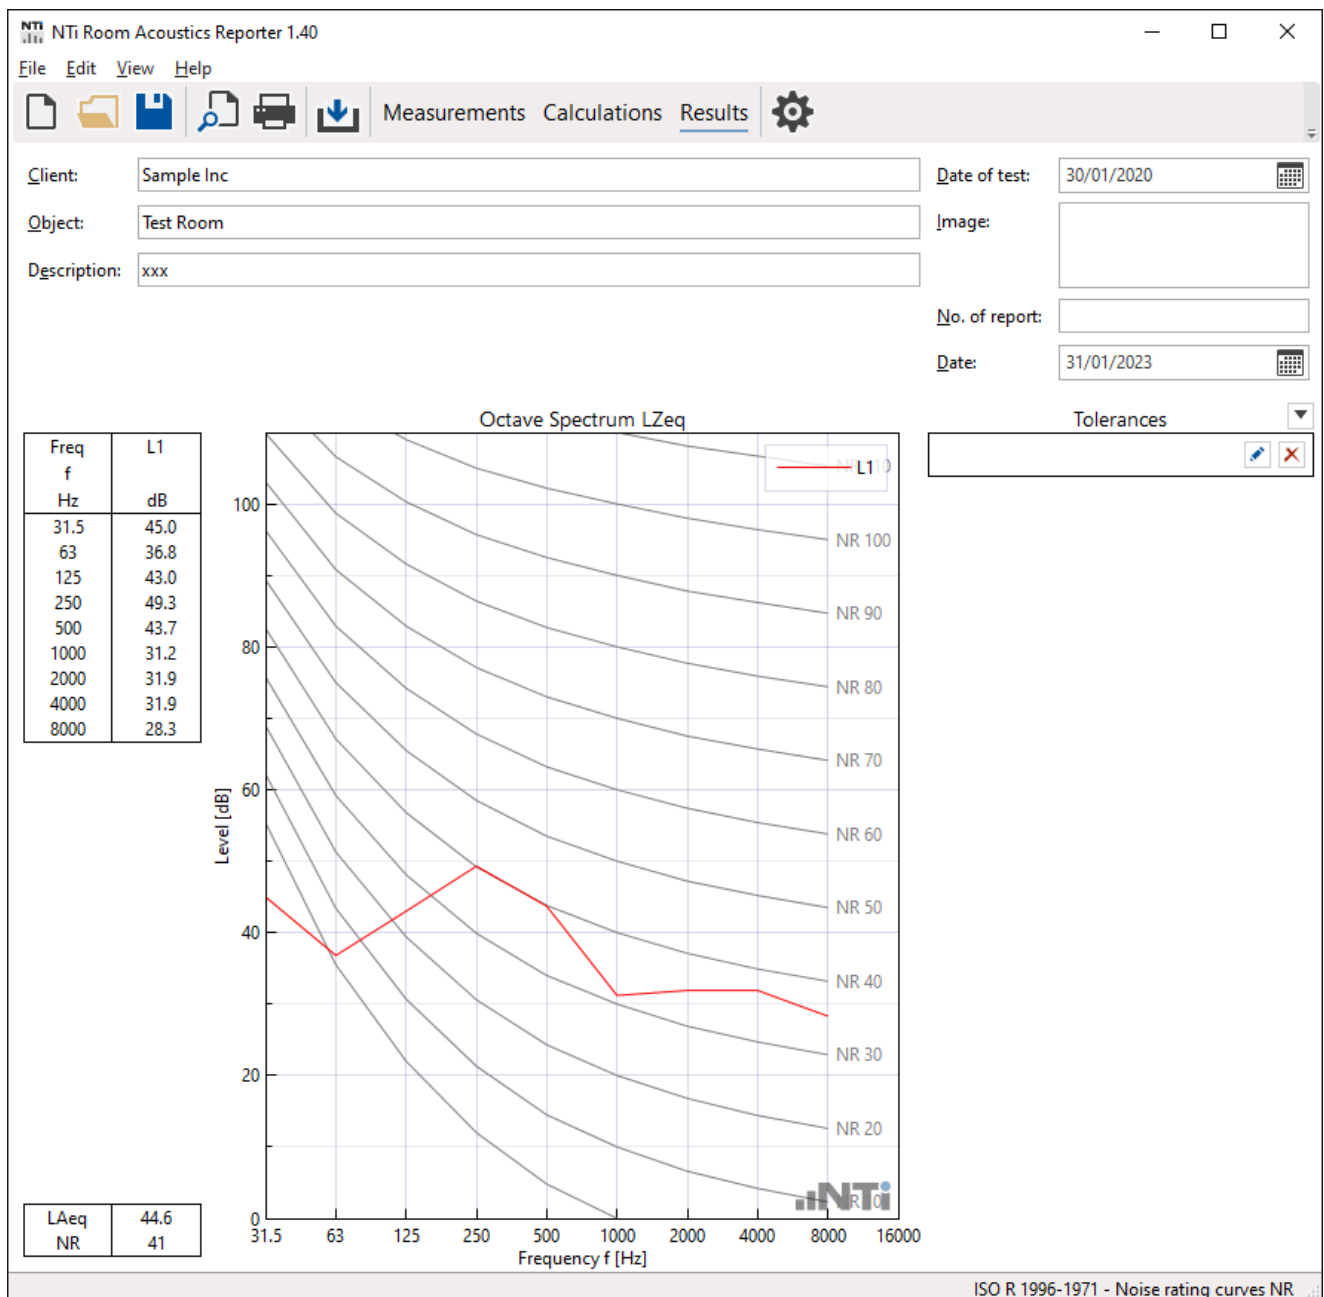 NTi Room Acoustics Reporter 1.40
File Edit View Help
Measurements Calculations Results
Client: Sample Inc
Date of test: 30/01/2020
Object: Test Room
Image:
Description: xxx
No. of report:
Date: 31/01/2023
Octave Spectrum LZeq
Tolerances
Freq L1
f
Hz dB
31.5 45.0
63 36.8
125 43.0
250 49.3
500 43.7
1000 31.2
2000 31.9
4000 31.9
8000 28.3
LAeq 44.6
NR 41
Level [dB]
100
80
60
40
20
0
L1
NR 100
NR 90
NR 80
NR 70
NR 60
NR 50
NR 40
NR 30
NR 20
NTi
31.5 63 125 250 500 1000 2000 4000 8000 16000
Frequency f [Hz]
ISO R 1996-1971 - Noise rating curves NR